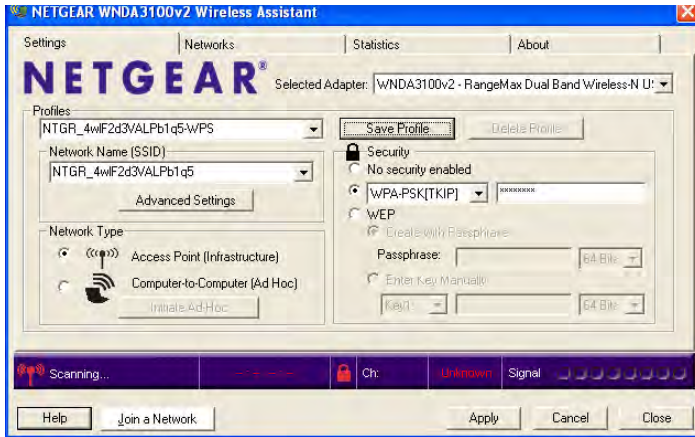 NETGEAR WNDA3100v2 Wireless Assistant
Settings Networks Statistics About
NETGEAR® Selected Adapter: WNDA3100v2 - RangeMax Dual Band Wireless-N U
Profiles
NTGR_4wlF2d3VALPb1q5-WPS Save Profile Delete Profile
Network Name (SSID)
NTGR_4wlF2d3VALPb1q5
Advanced Settings
Security
No security enabled
WPA-PSK[TKIP] ********
WEP
Create with Passphrase
Passphrase: 64 Bits
Enter Key Manually
Key1 64 Bits
Network Type
Access Point (Infrastructure)
Computer-to-Computer (Ad Hoc)
Initiate Ad-Hoc
Scanning... --:--:--:-- Ch: Unknown Signal
Help Join a Network Apply Cancel Close